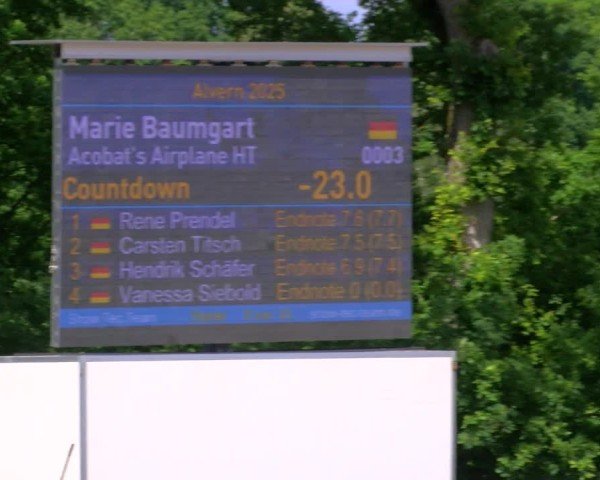 Alvern 2025
Marie Baumgart
Acobat's Airplane HT 0003
Countdown -23.0
1 Rene Prendel Endnote 7.6 (7.7)
2 Carsten Titsch Endnote 7.5 (7.5)
3 Hendrik Schäfer Endnote 6.9 (7.4)
4 Vanessa Siebold Endnote 0 (0.0)